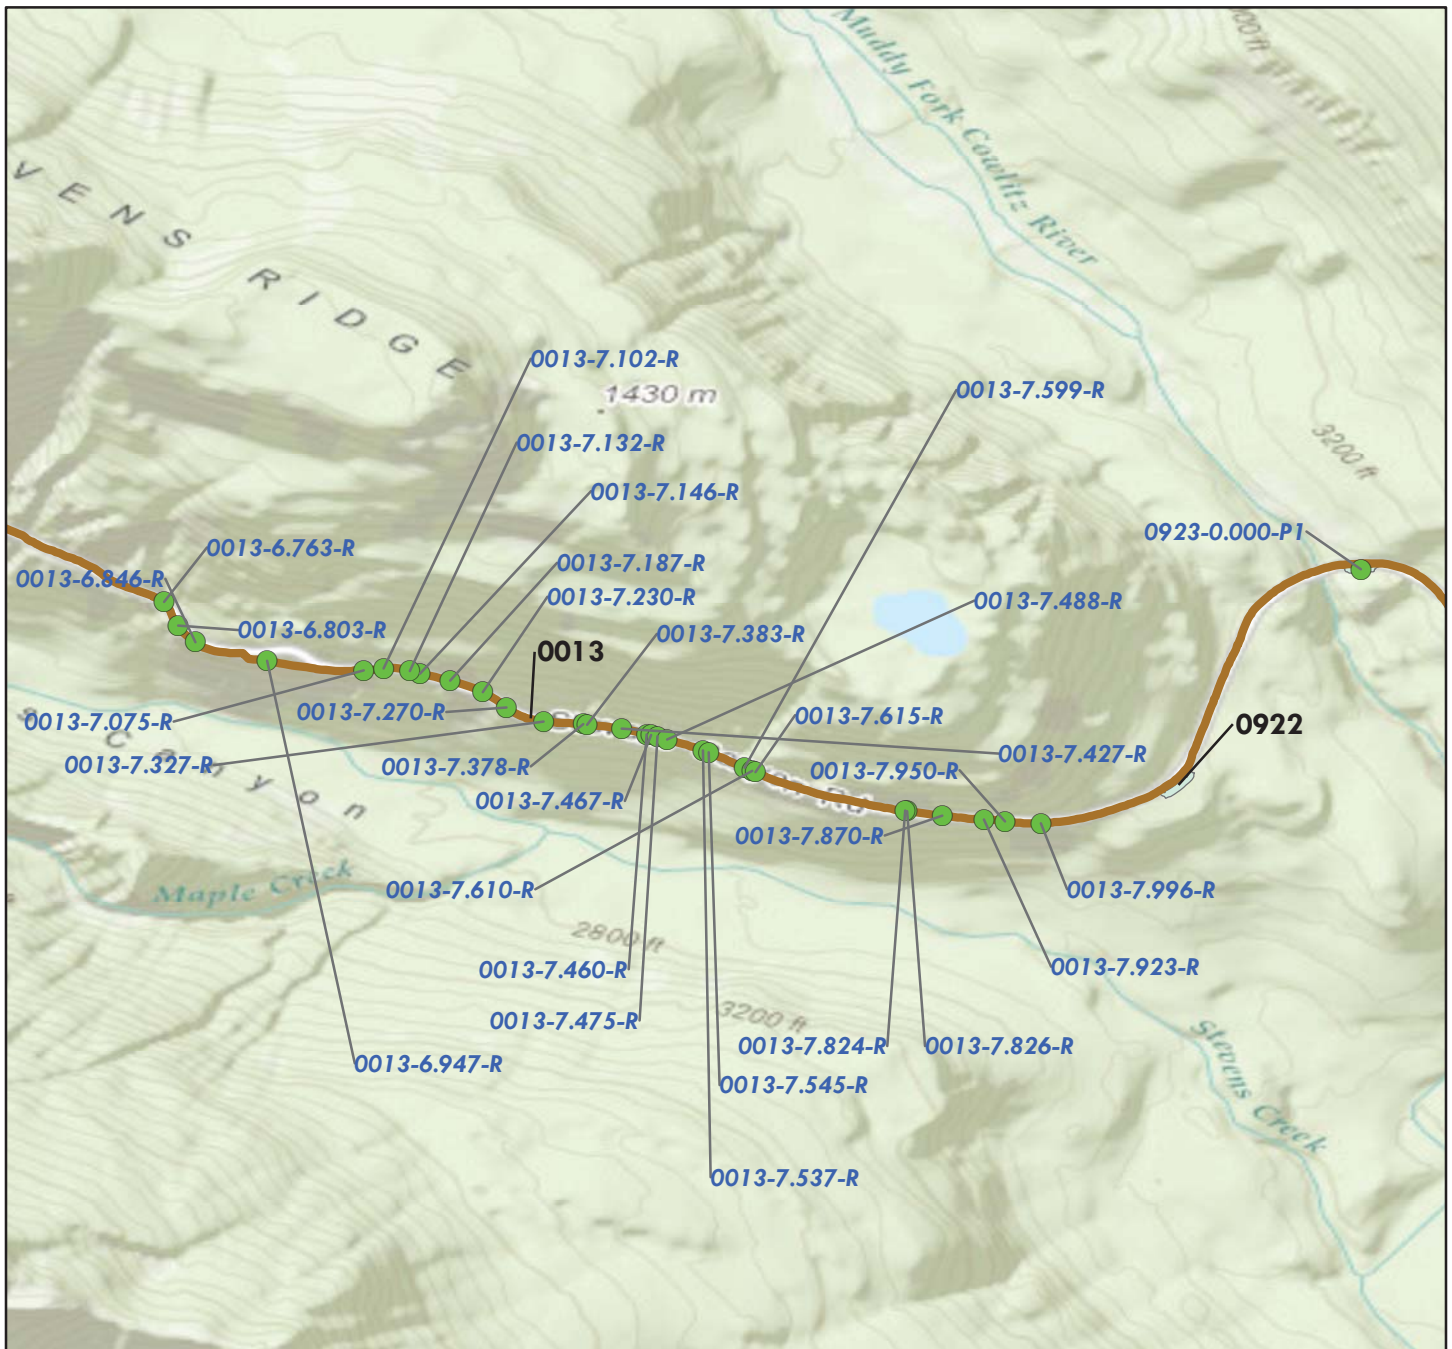 Muddy Fork Cowlitz River
00 ft
VENS RIDGE
0013-7.102-R
1430 m
0013-7.599-R
0013-7.132-R
3200 ft
0013-7.146-R
0923-0.000-P1
0013-6.763-R
0013-7.187-R
0013-6.846-R
0013-7.230-R
0013-7.488-R
0013-6.803-R
0013-7.383-R
0013
0013-7.270-R
0013-7.615-R
0013-7.075-R
0922
s Canyon
0013-7.427-R
0013-7.327-R
0013-7.378-R
0013-7.950-R
0013-7.467-R
Rd
0013-7.870-R
Maple Creek
0013-7.610-R
0013-7.996-R
2800 ft
0013-7.460-R
0013-7.923-R
3200 ft
0013-7.475-R
0013-7.824-R
0013-7.826-R
Stevens Creek
0013-6.947-R
0013-7.545-R
0013-7.537-R